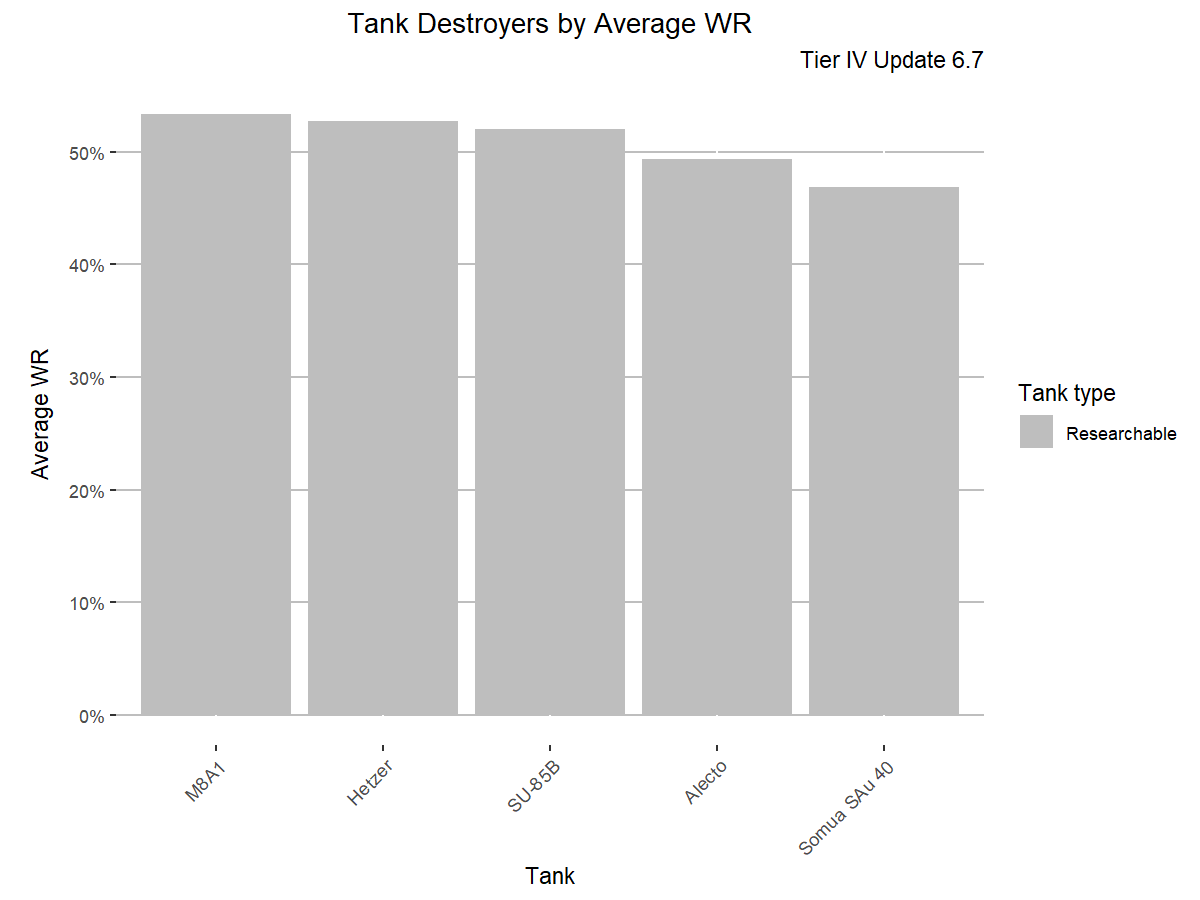 Tank Destroyers by Average WR
Tier IV Update 6.7
Average WR
50%
40%
30%
20%
10%
0%
M8A1
Hetzer
SU-85B
Alecto
Somua SAu 40
Tank
Tank type
Researchable